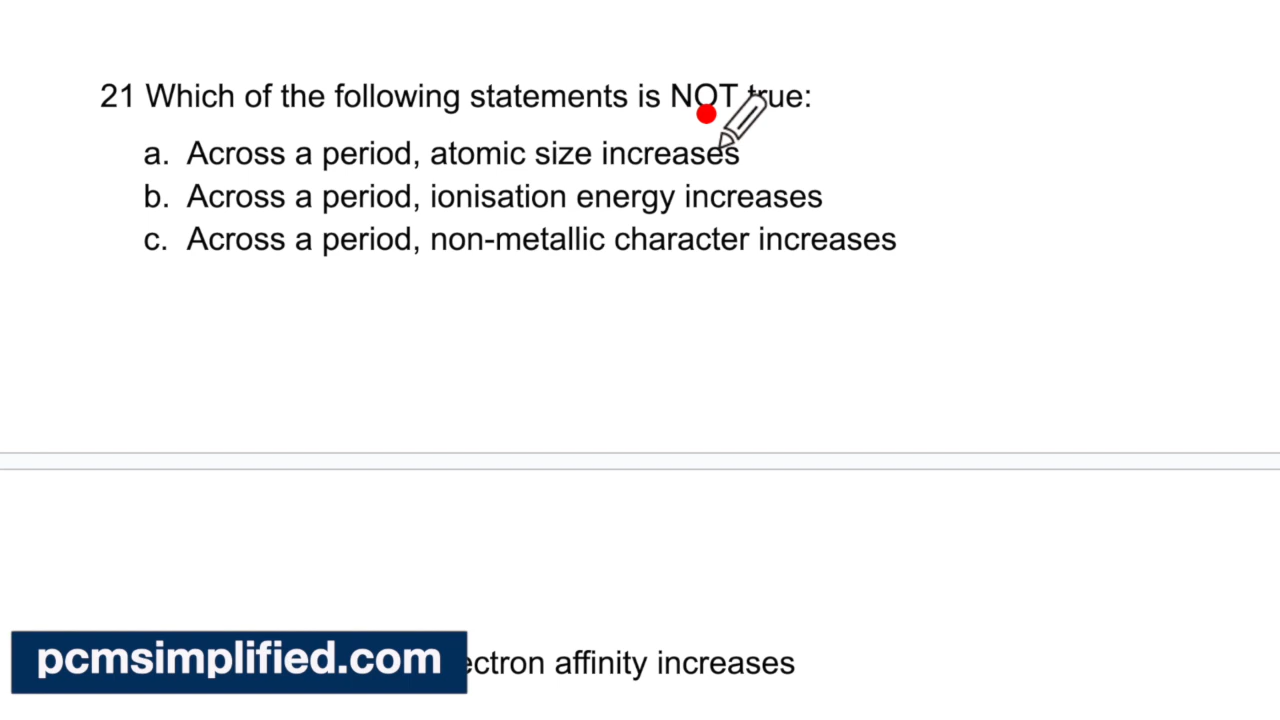 21 Which of the following statements is NOT true:
a. Across a period, atomic size increases
b. Across a period, ionisation energy increases
c. Across a period, non-metallic character increases
pcmsimplified.com
affinity increases